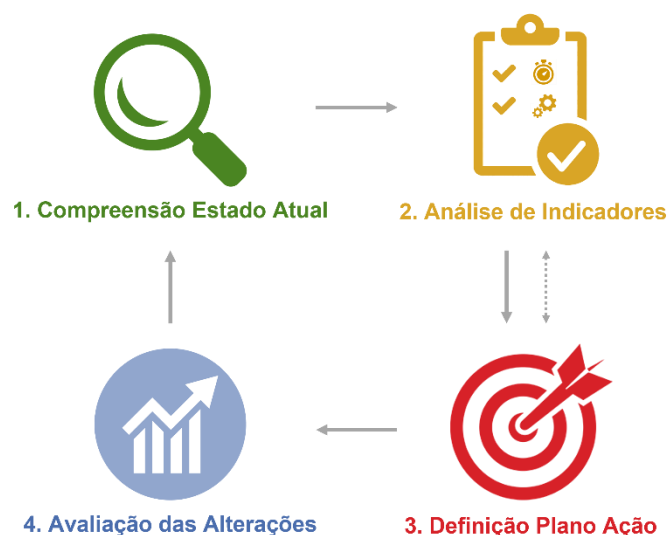 1. Compreensão Estado Atual
2. Análise de Indicadores
4. Avaliação das Alterações
3. Definição Plano Ação